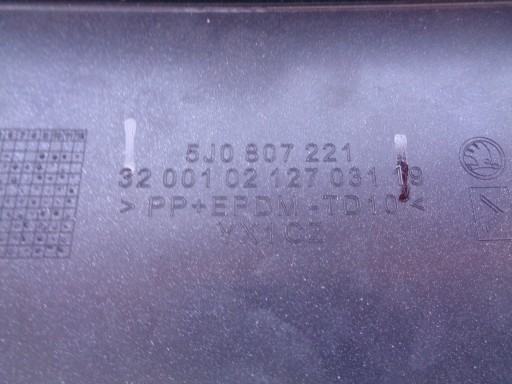 5J0 807 221
32 001 02 127 031 19
> PP+EPDM -TD10 <